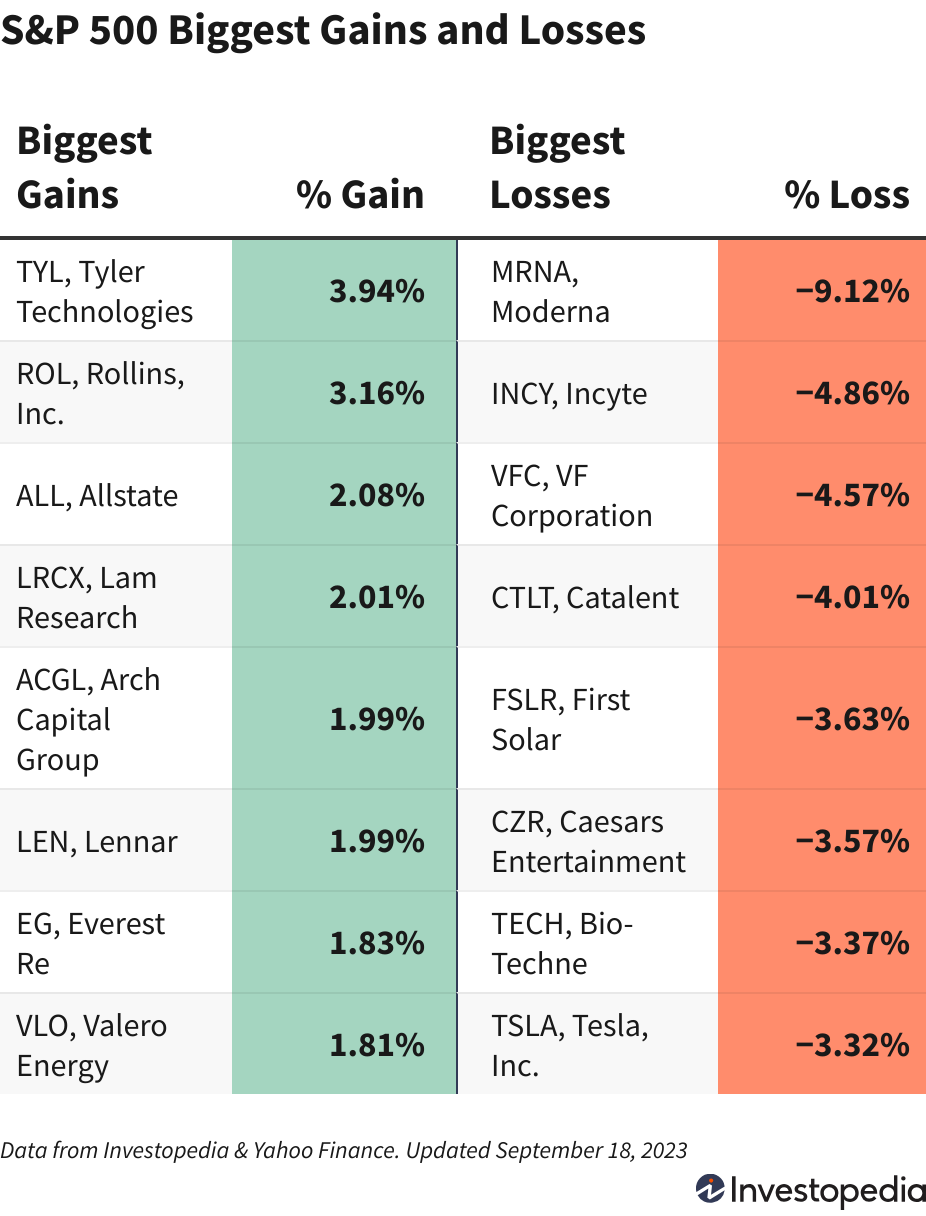 S&P 500 Biggest Gains and Losses
Biggest
Gains
% Gain
Biggest
Losses
% Loss
TYL, Tyler
Technologies
3.94%
MRNA,
Moderna
−9.12%
ROL, Rollins,
Inc.
3.16%
INCY, Incyte
−4.86%
ALL, Allstate
2.08%
VFC, VF
Corporation
−4.57%
LRCX, Lam
Research
2.01%
CTLT, Catalent
−4.01%
ACGL, Arch
Capital
Group
1.99%
FSLR, First
Solar
−3.63%
LEN, Lennar
1.99%
CZR, Caesars
Entertainment
−3.57%
EG, Everest
Re
1.83%
TECH, Bio-
Techne
−3.37%
VLO, Valero
Energy
1.81%
TSLA, Tesla,
Inc.
−3.32%
Data from Investopedia & Yahoo Finance. Updated September 18, 2023
Investopedia